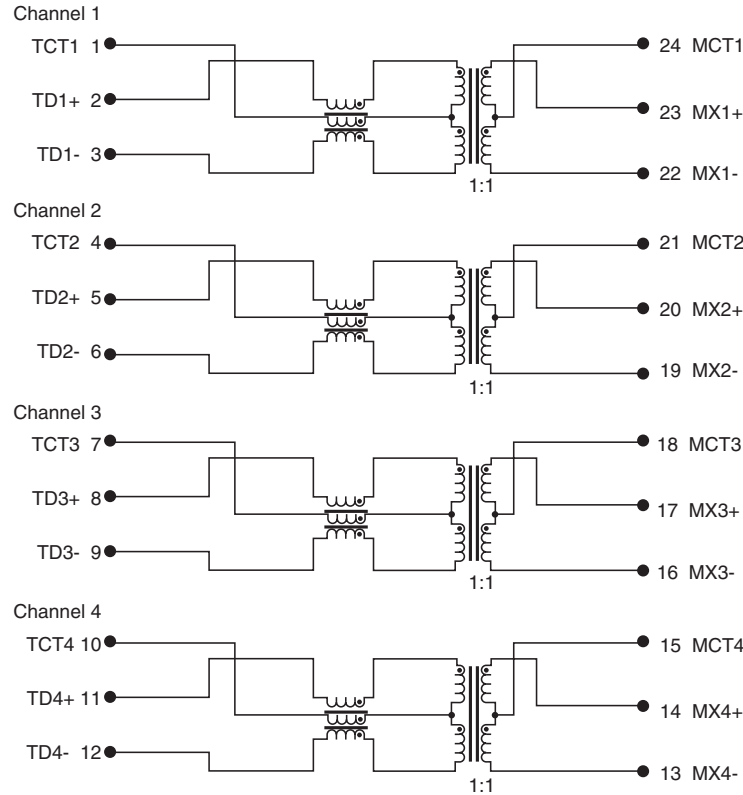 Channel 1
TCT1 1
24 MCT1
TD1+ 2
23 MX1+
TD1- 3
22 MX1-
1:1
Channel 2
TCT2 4
21 MCT2
TD2+ 5
20 MX2+
TD2- 6
19 MX2-
1:1
Channel 3
TCT3 7
18 MCT3
TD3+ 8
17 MX3+
TD3- 9
16 MX3-
1:1
Channel 4
TCT4 10
15 MCT4
TD4+ 11
14 MX4+
TD4- 12
13 MX4-
1:1